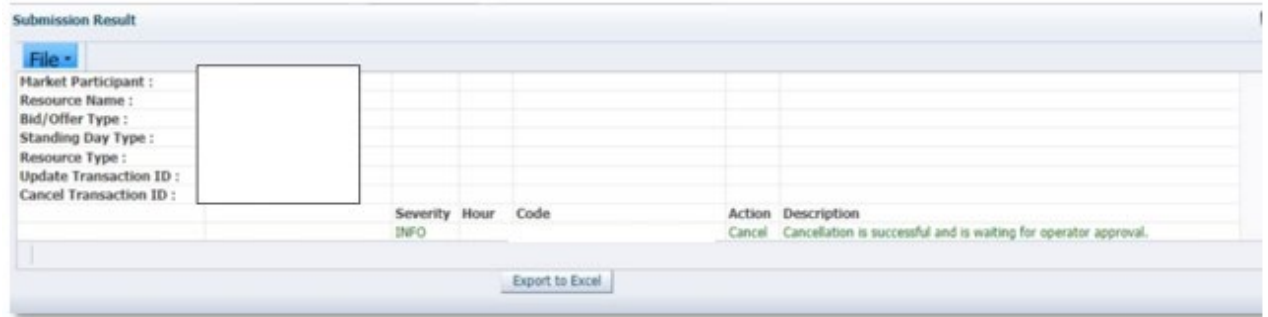 Submission Result
File
Market Participant :
Resource Name :
Bid/Offer Type :
Standing Day Type :
Resource Type :
Update Transaction ID :
Cancel Transaction ID :
Severity Hour Code Action Description
INFO Cancel Cancellation is successful and is waiting for operator approval.
Export to Excel